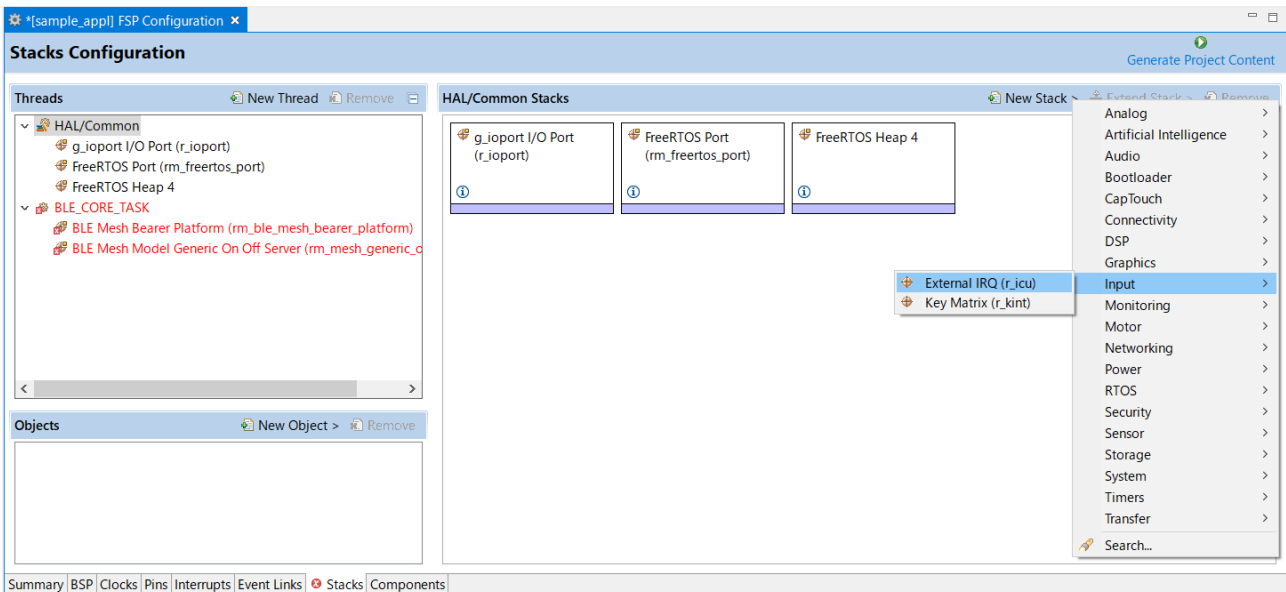 *[sample_appl] FSP Configuration
Stacks Configuration
Generate Project Content
Threads
New Thread
Remove
HAL/Common
g_ioport I/O Port (r_ioport)
FreeRTOS Port (rm_freertos_port)
FreeRTOS Heap 4
BLE_CORE_TASK
BLE Mesh Bearer Platform (rm_ble_mesh_bearer_platform)
BLE Mesh Model Generic On Off Server (rm_mesh_generic_o
Objects
New Object >
Remove
HAL/Common Stacks
New Stack >
Extend Stack >
Remove
g_ioport I/O Port
(r_ioport)
FreeRTOS Port
(rm_freertos_port)
FreeRTOS Heap 4
Analog
Artificial Intelligence
Audio
Bootloader
CapTouch
Connectivity
DSP
Graphics
Input
External IRQ (r_icu)
Key Matrix (r_kint)
Monitoring
Motor
Networking
Power
RTOS
Security
Sensor
Storage
System
Timers
Transfer
Search...
Summary BSP Clocks Pins Interrupts Event Links Stacks Components